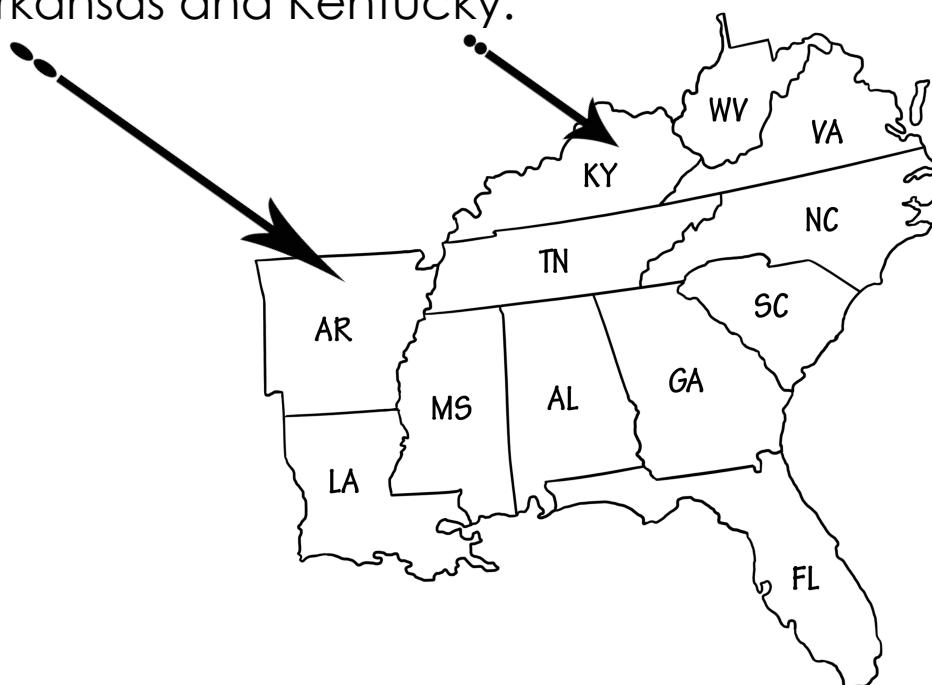 rkansas and Kentucky.
WV
VA
KY
NC
TN
SC
AR
GA
AL
MS
LA
FL